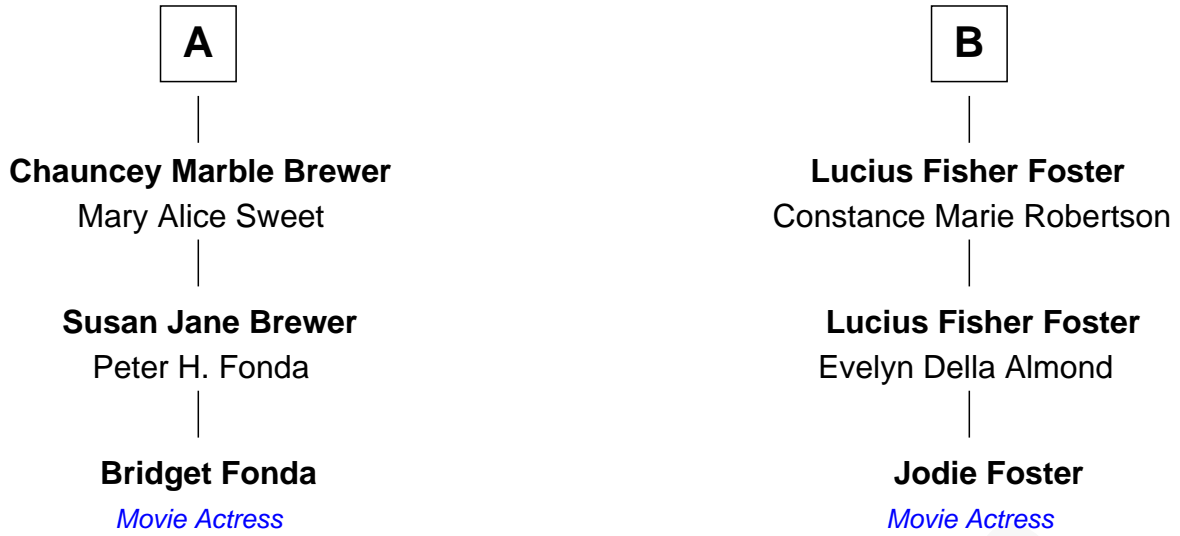 A
B
Chauncey Marble Brewer
Mary Alice Sweet
Lucius Fisher Foster
Constance Marie Robertson
Susan Jane Brewer
Peter H. Fonda
Lucius Fisher Foster
Evelyn Della Almond
Bridget Fonda
Movie Actress
Jodie Foster
Movie Actress